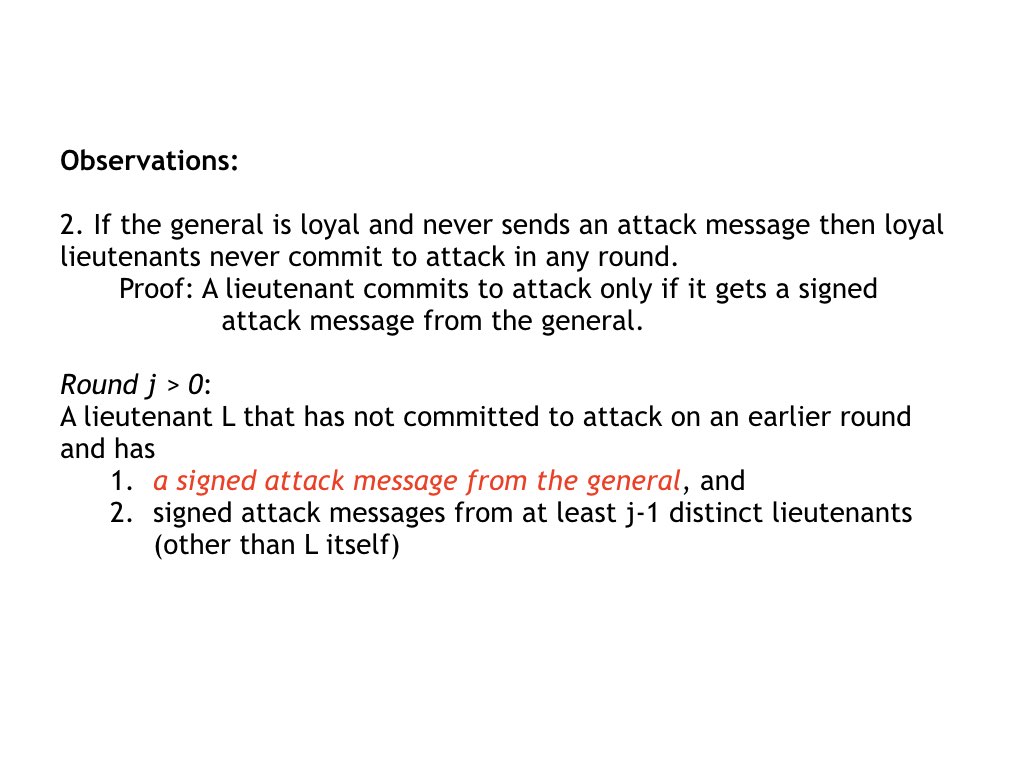 Observations:
2. If the general is loyal and never sends an attack message then loyal
lieutenants never commit to attack in any round.
Proof: A lieutenant commits to attack only if it gets a signed
attack message from the general.
Round j > 0:
A lieutenant L that has not committed to attack on an earlier round
and has
1. a signed attack message from the general, and
2. signed attack messages from at least j-1 distinct lieutenants
(other than L itself)